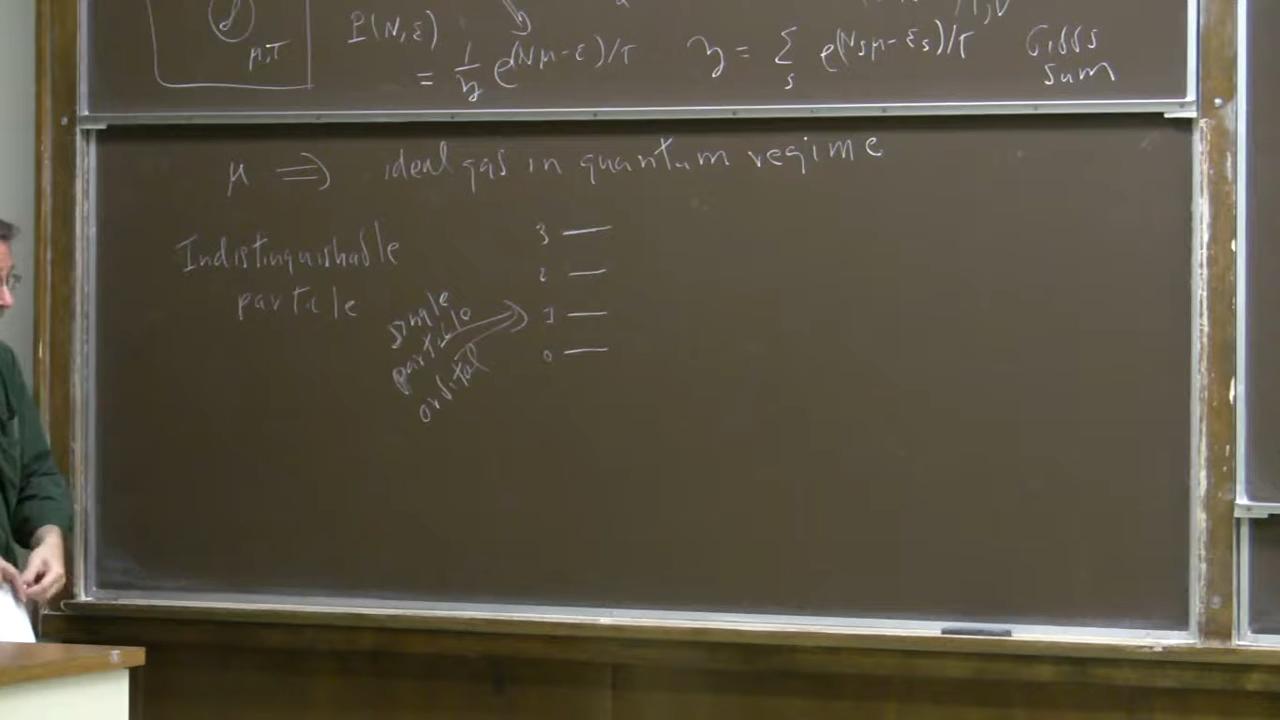 μ,τ
P(N,ε)
= 1/𝔷 e^(Nμ-ε)/τ
𝔷 = Σ_s e^(N_sμ-ε_s)/τ
Gibbs
sum
μ ⇒ ideal gas in quantum regime
Indistinguishable
particle
single
particle
orbital
3
2
1
0